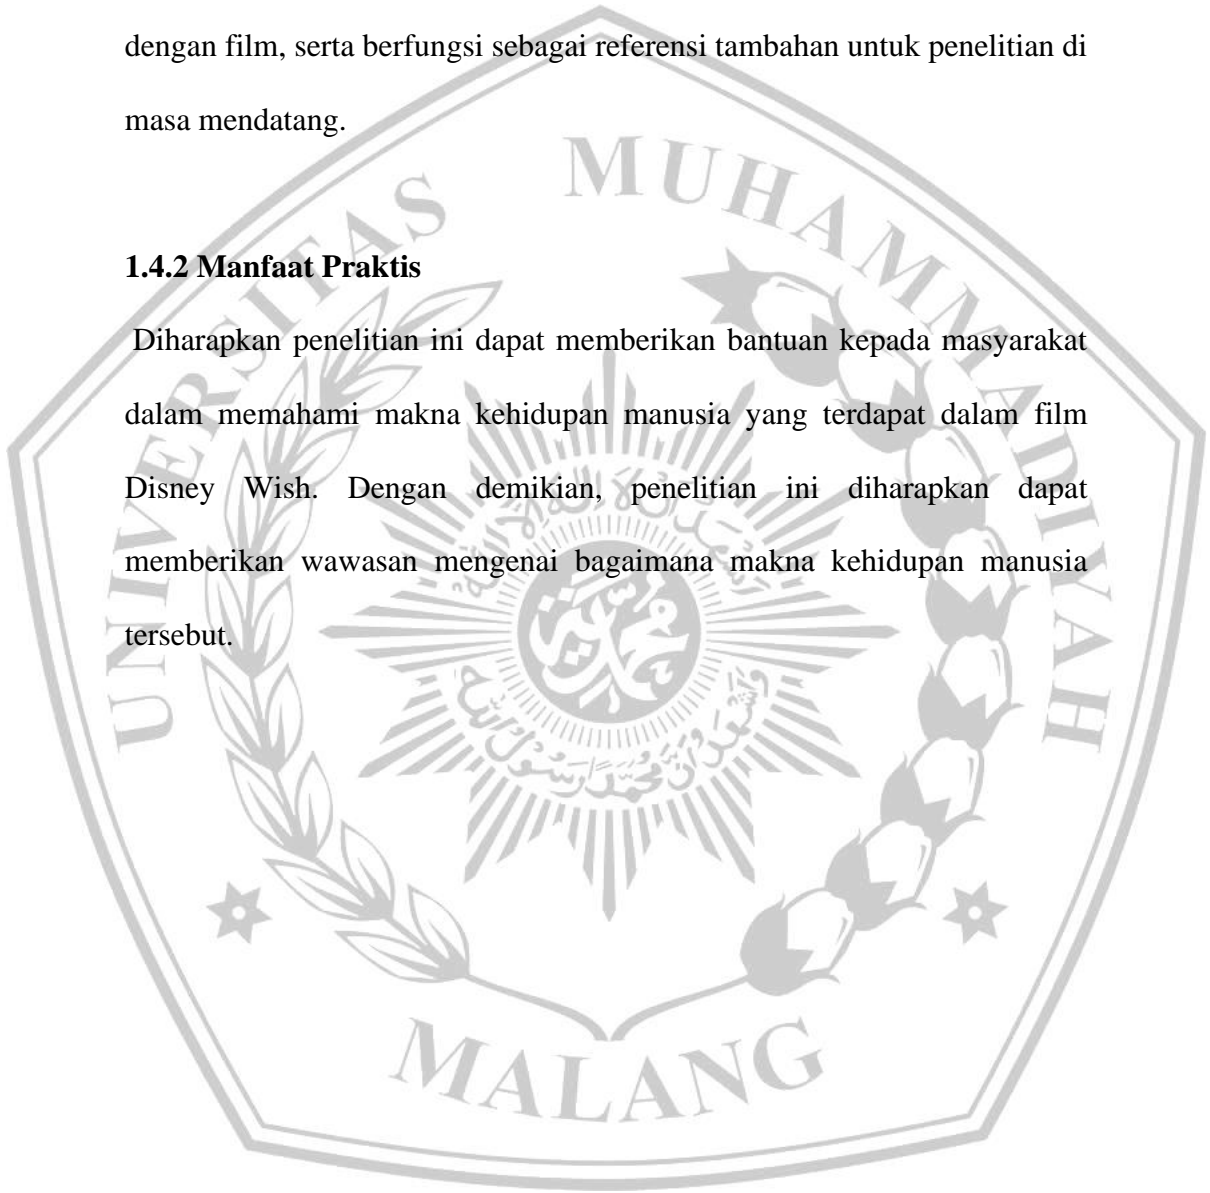 dengan film, serta berfungsi sebagai referensi tambahan untuk penelitian di
masa mendatang.
1.4.2 Manfaat Praktis
Diharapkan penelitian ini dapat memberikan bantuan kepada masyarakat
dalam memahami makna kehidupan manusia yang terdapat dalam film
Disney Wish. Dengan demikian, penelitian ini diharapkan dapat
memberikan wawasan mengenai bagaimana makna kehidupan manusia
tersebut.
UNIVERSITAS MUHAMMADIYAH
MALANG